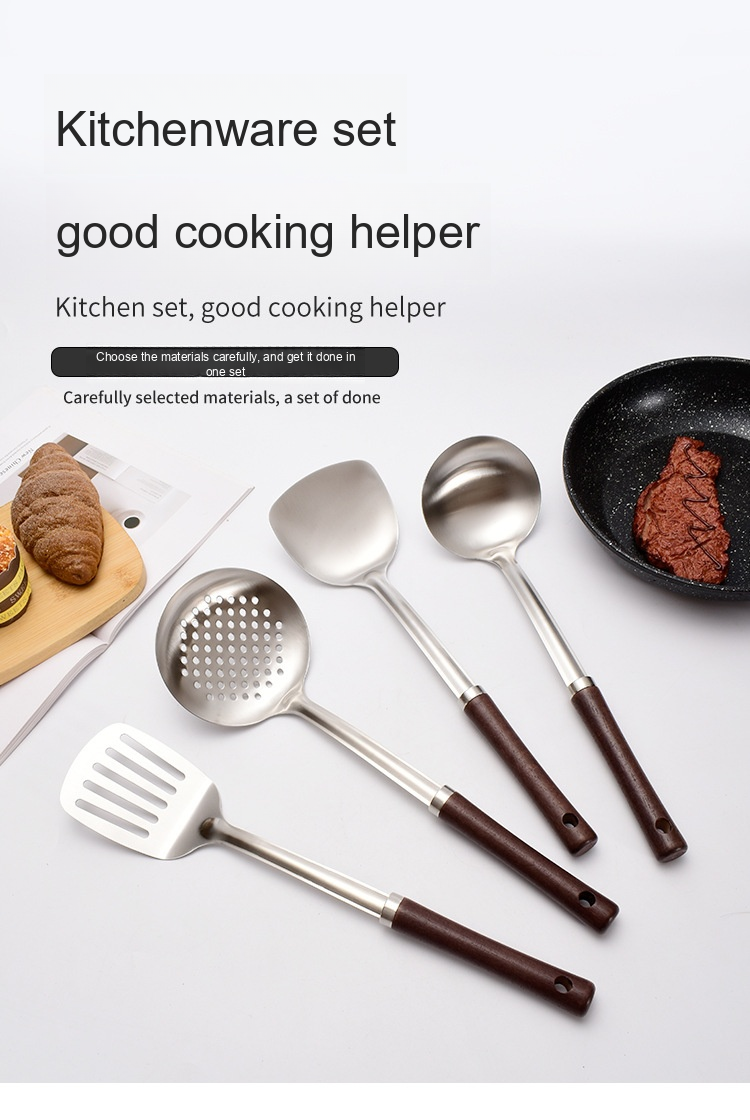 Kitchenware set
good cooking helper
Kitchen set, good cooking helper
Choose the materials carefully, and get it done in
one set
Carefully selected materials, a set of done